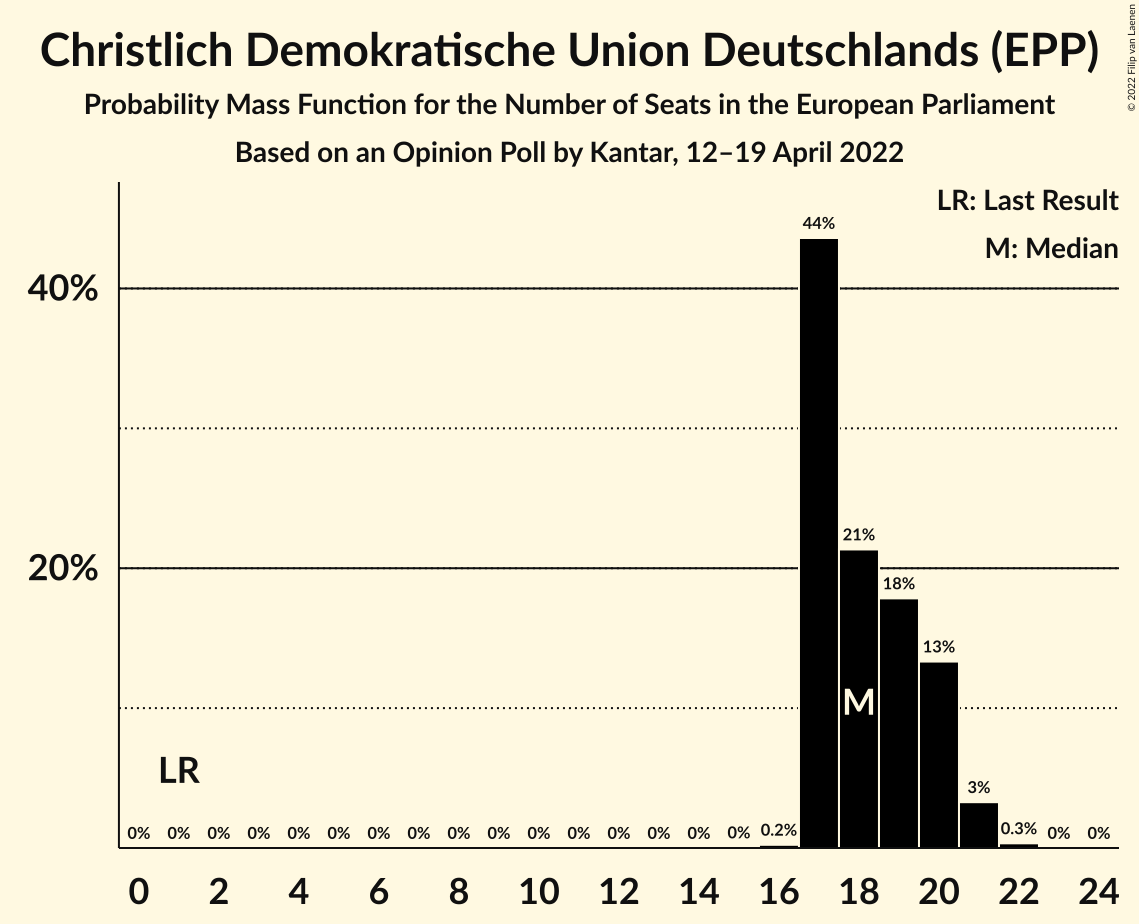 Christlich Demokratische Union Deutschlands (EPP)
Probability Mass Function for the Number of Seats in the European Parliament
Based on an Opinion Poll by Kantar, 12–19 April 2022
© 2022 Filip van Laenen
LR: Last Result
M: Median
44%
40%
21%
20%
18%
13%
M
LR
3%
0% 0% 0% 0% 0% 0% 0% 0% 0% 0% 0% 0% 0% 0% 0% 0% 0.2% 0.3% 0% 0%
0 2 4 6 8 10 12 14 16 18 20 22 24